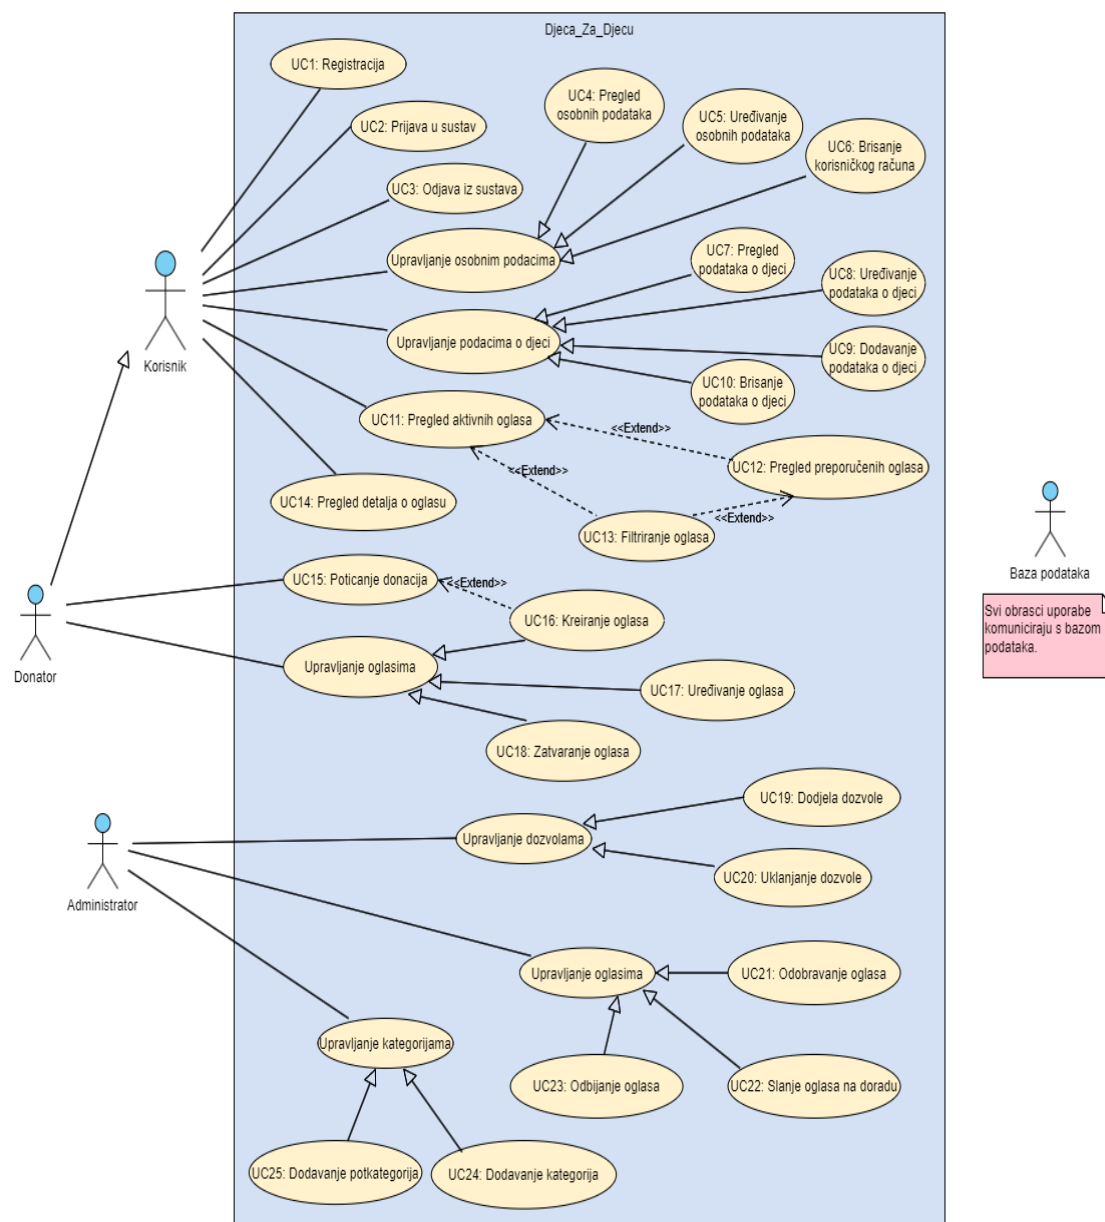 Djeca_Za_Djecu
UC1: Registracija
UC4: Pregled
osobnih podataka
UC5: Uređivanje
osobnih podataka
UC2: Prijava u sustav
UC6: Brisanje
korisničkog računa
UC3: Odjava iz sustava
Upravljanje osobnim podacima
UC7: Pregled
podataka o djeci
UC8: Uređivanje
podataka o djeci
Korisnik
Upravljanje podacima o djeci
UC9: Dodavanje
podataka o djeci
UC10: Brisanje
podataka o djeci
UC11: Pregled aktivnih oglasa
<<Extend>>
UC12: Pregled preporučenih oglasa
<<Extend>>
UC14: Pregled detalja o oglasu
<<Extend>>
UC13: Filtriranje oglasa
Baza podataka
Svi obrasci uporabe
komuniciraju s bazom
podataka.
UC15: Poticanje donacija
<<Extend>>
UC16: Kreiranje oglasa
Donator
Upravljanje oglasima
UC17: Uređivanje oglasa
UC18: Zatvaranje oglasa
UC19: Dodjela dozvole
Upravljanje dozvolama
UC20: Uklanjanje dozvole
Administrator
Upravljanje oglasima
UC21: Odobravanje oglasa
Upravljanje kategorijama
UC23: Odbijanje oglasa
UC22: Slanje oglasa na doradu
UC25: Dodavanje potkategorija
UC24: Dodavanje kategorija